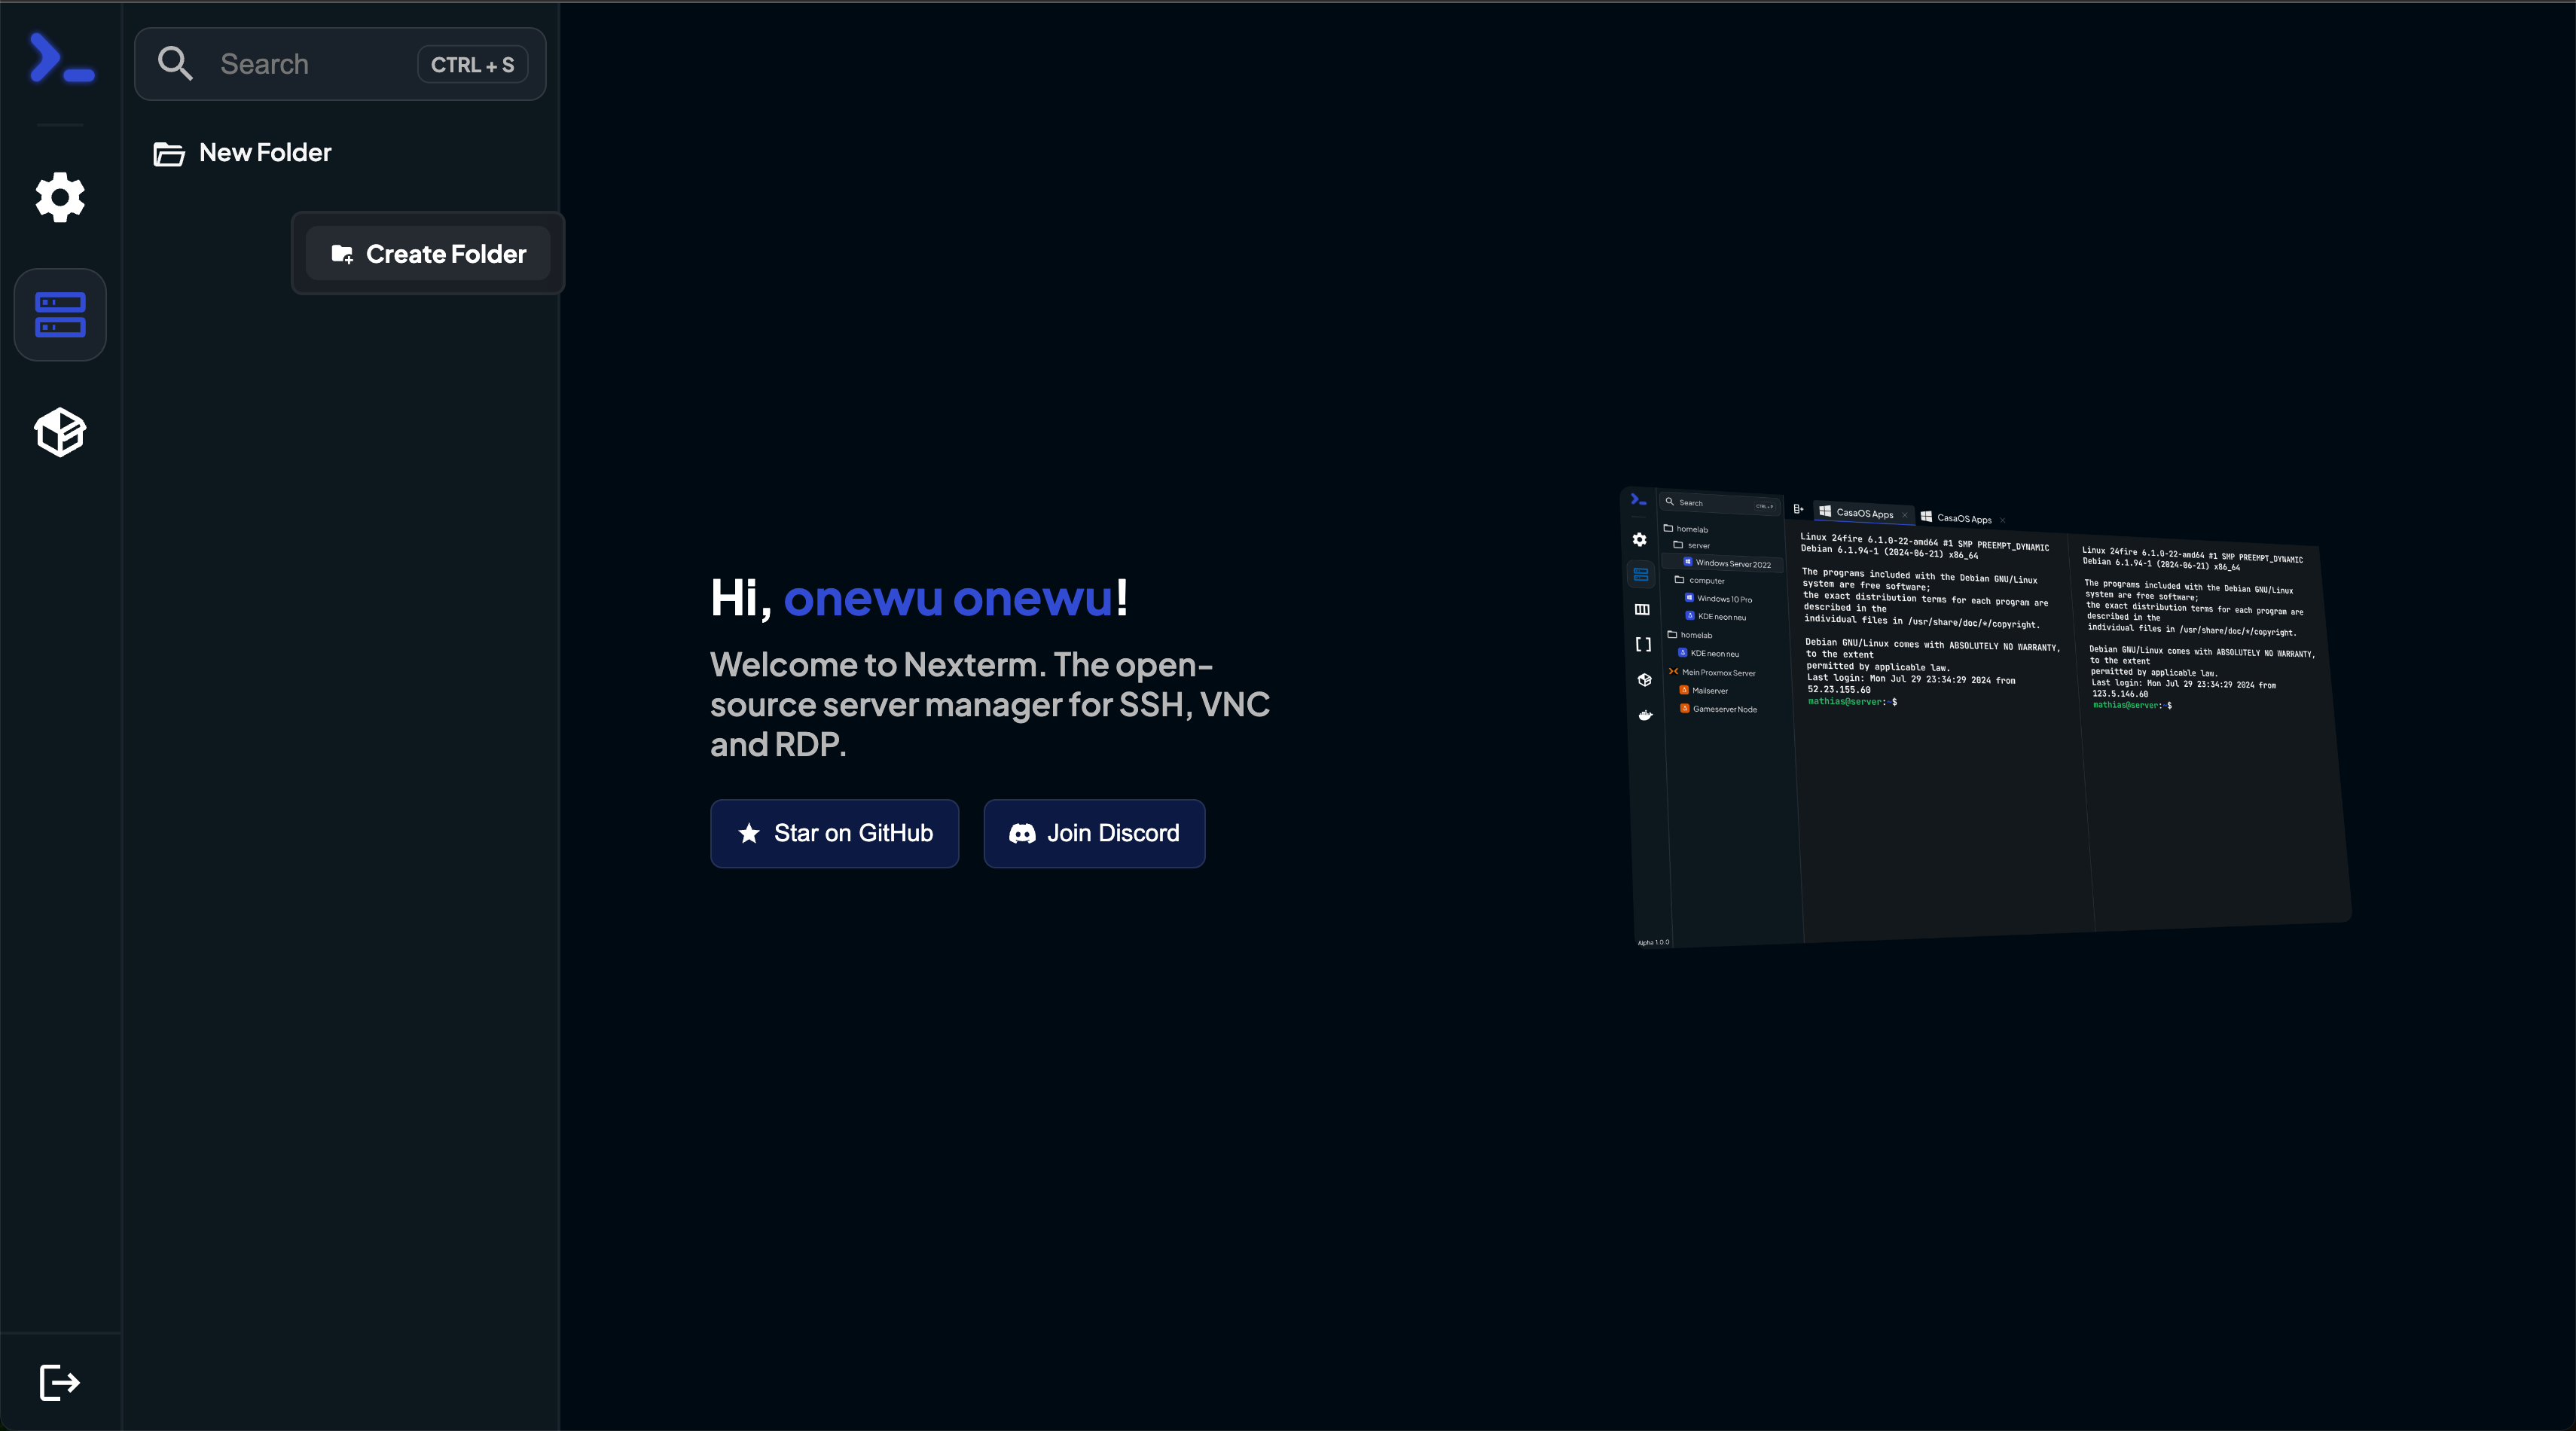 Search
CTRL + S
New Folder
Create Folder
Hi, onewu onewu!
Welcome to Nexterm. The open-
source server manager for SSH, VNC
and RDP.
Star on GitHub
Join Discord
Search
homelab
server
Windows Server 2022
computer
Windows 10 Pro
KDE neon neu
homelab
KDE neon neu
Mein Proxmox Server
Mailserver
Gameserver Node
Alpha 1.0.0
CasaOS Apps
CasaOS Apps
Linux 24fire 6.1.0-22-amd64 #1 SMP PREEMPT_DYNAMIC
Debian 6.1.94-1 (2024-06-21) x86_64
The programs included with the Debian GNU/Linux
system are free software;
the exact distribution terms for each program are
described in the
individual files in /usr/share/doc/*/copyright.
Debian GNU/Linux comes with ABSOLUTELY NO WARRANTY,
to the extent
permitted by applicable law.
Last login: Mon Jul 29 23:34:29 2024 from
52.23.155.60
mathias@server:~$
Linux 24fire 6.1.0-22-amd64 #1 SMP PREEMPT_DYNAMIC
Debian 6.1.94-1 (2024-06-21) x86_64
The programs included with the Debian GNU/Linux
system are free software;
the exact distribution terms for each program are
described in the
individual files in /usr/share/doc/*/copyright.
Debian GNU/Linux comes with ABSOLUTELY NO WARRANTY,
to the extent
permitted by applicable law.
Last login: Mon Jul 29 23:34:29 2024 from
123.5.146.60
mathias@server:~$